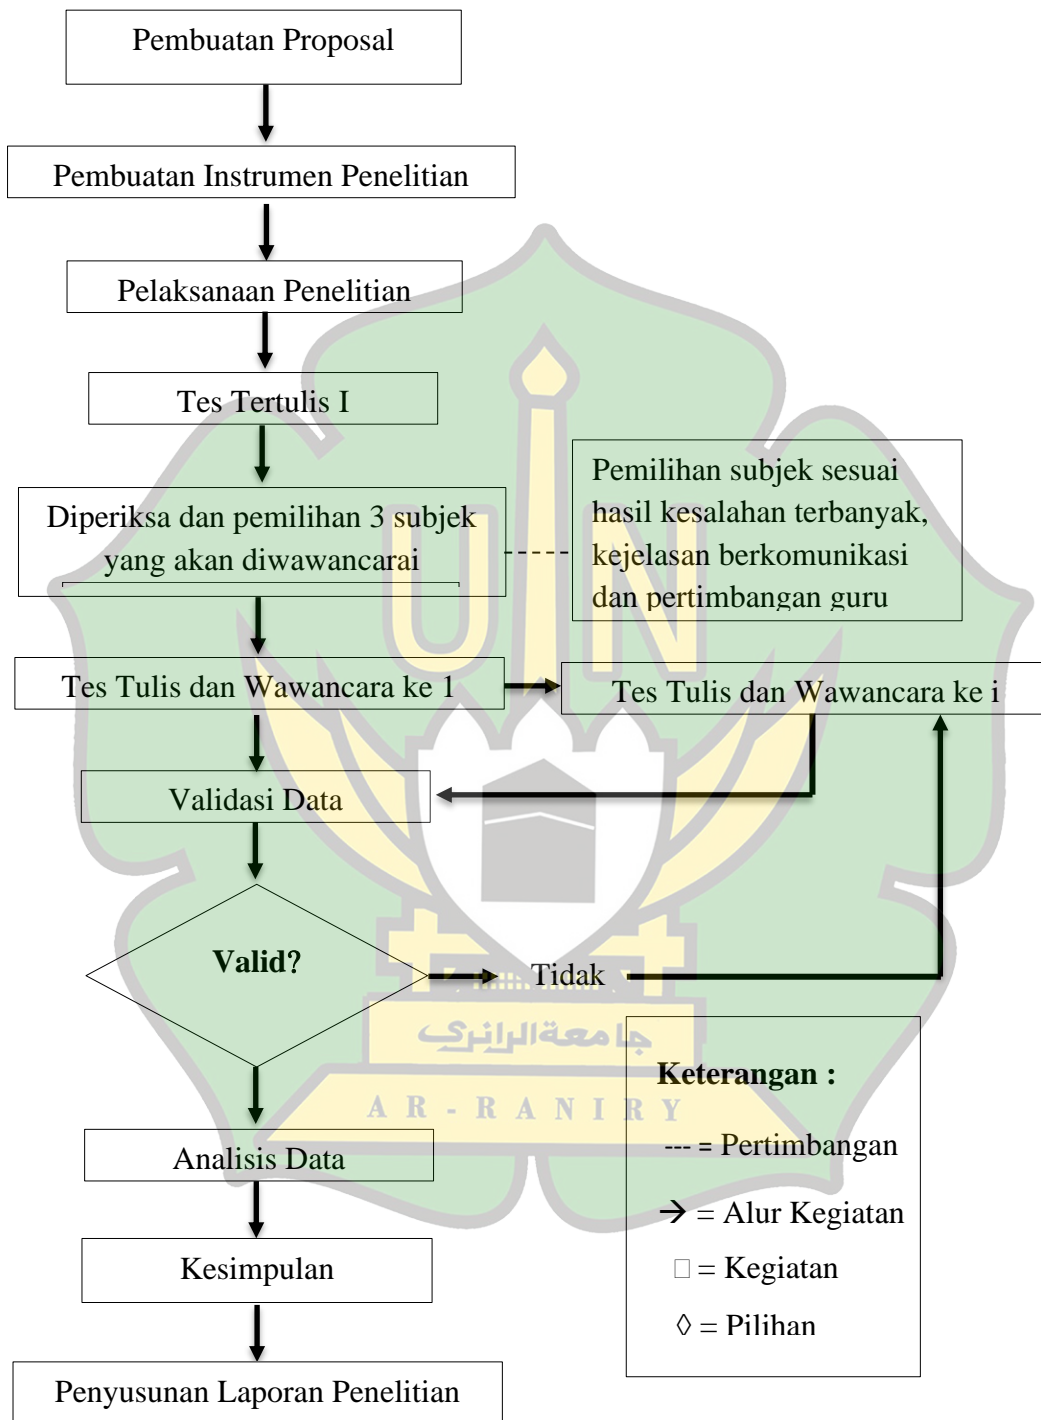 Pembuatan Proposal
Pembuatan Instrumen Penelitian
Pelaksanaan Penelitian
Tes Tertulis I
Diperiksa dan pemilihan 3 subjek
yang akan diwawancarai
Pemilihan subjek sesuai
hasil kesalahan terbanyak,
kejelasan berkomunikasi
dan pertimbangan guru
Tes Tulis dan Wawancara ke 1
Tes Tulis dan Wawancara ke i
Validasi Data
Valid?
Tidak
Analisis Data
Kesimpulan
Penyusunan Laporan Penelitian
Keterangan :
--- = Pertimbangan
→ = Alur Kegiatan
□ = Kegiatan
◊ = Pilihan
UIN
جامعة الرانري
AR-RANIRY